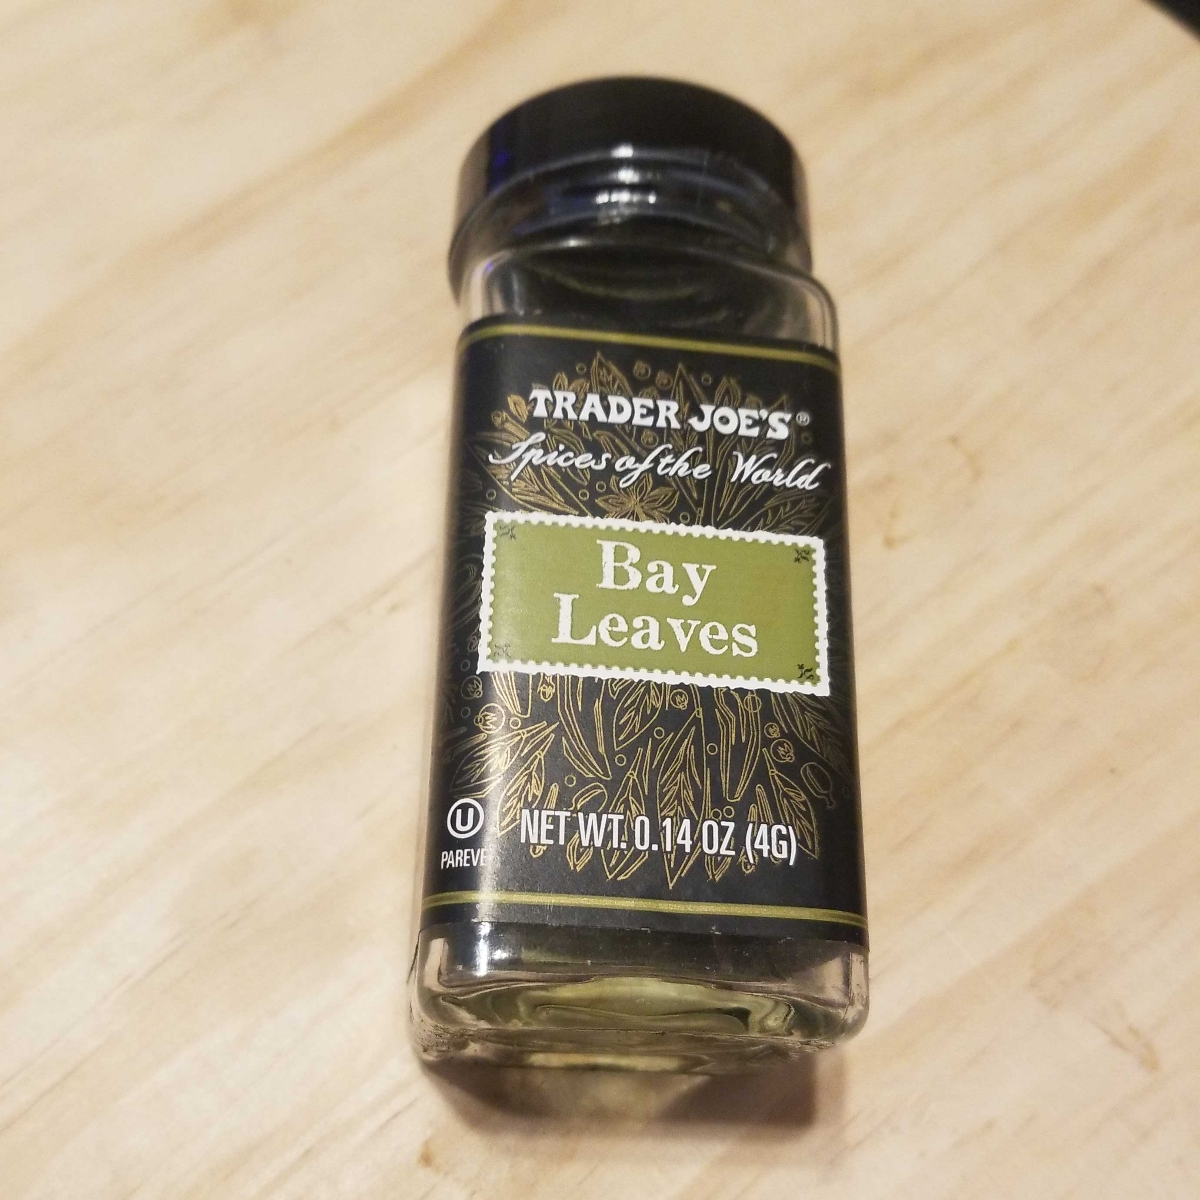 TRADER JOE'S®
Spices of the World
Bay
Leaves
U
PAREVE
NET WT. 0.14 OZ (4G)